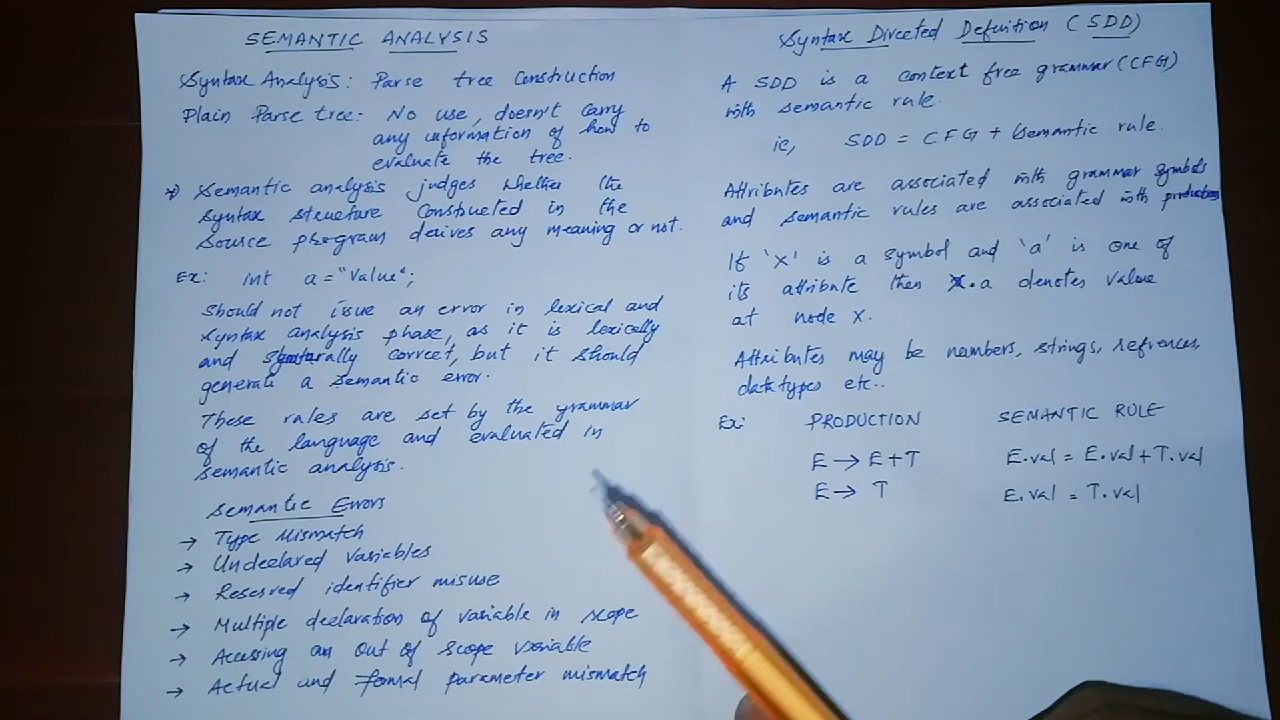 SEMANTIC ANALYSIS
Syntax Analysis: Parse tree Construction
Plain Parse tree: No use, doesn't carry
any information of how to
evaluate the tree.
* Semantic analysis judges whether the
syntax structure constructed in the
source program derives any meaning or not.
Ex: int a="Value";
should not issue an error in lexical and
syntax analysis phase, as it is lexically
and structurally correct, but it should
generate a semantic error.
These rules are set by the grammar
of the language and evaluated in
semantic analysis.
Semantic Errors
→ Type Mismatch
→ Undeclared Variables
→ Reserved identifier misuse
→ Multiple declaration of variable in scope
→ Acessing an out of scope variable
→ Actual and formal parameter mismatch
Syntax Directed Definition (SDD)
A SDD is a context free grammar (CFG)
with semantic rule.
ie, SDD = CFG + Semantic rule.
Attributes are associated with grammar symbols
and semantic rules are associated with productions
If 'X' is a symbol and 'a' is one of
its attribute then X.a denotes value
at node X.
Attributes may be numbers, strings, refrences,
datatypes etc..
Ex: PRODUCTION SEMANTIC RULE
E → E+T E.val = E.val + T.val
E → T E.val = T.val